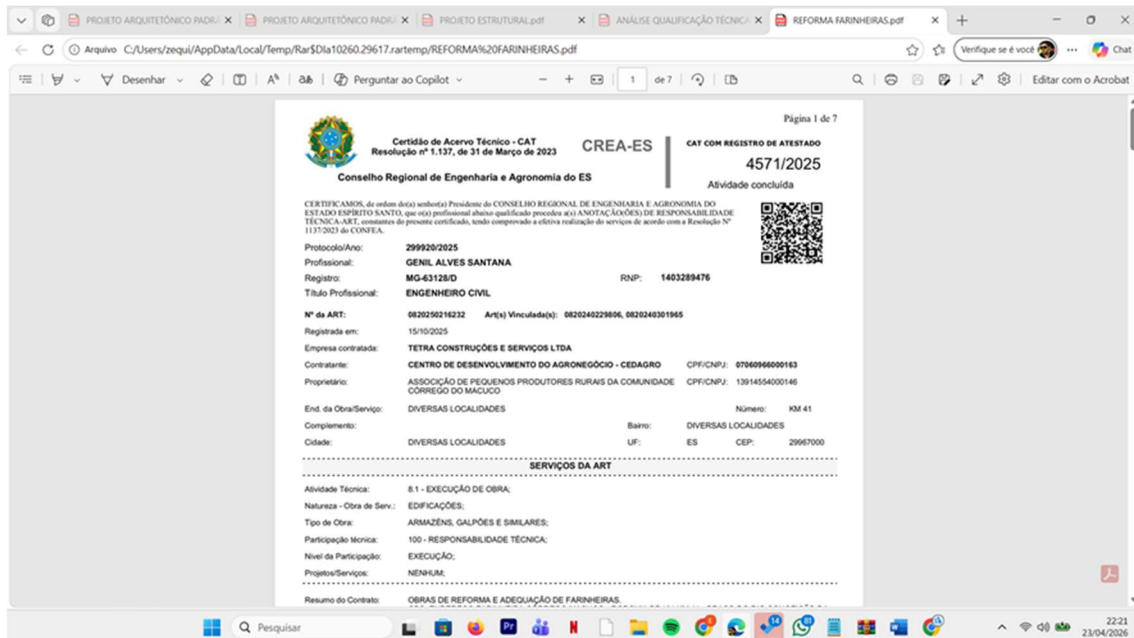 PROJETO ARQUITETÔNICO PADRÃ
PROJETO ARQUITETÔNICO PADRÃ
PROJETO ESTRUTURAL.pdf
ANÁLISE QUALIFICAÇÃO TÉCNICA
REFORMA FARINHEIRAS.pdf
Arquivo C:/Users/zequi/AppData/Local/Temp/Rar$DIa10260.29617.rartemp/REFORMA%20FARINHEIRAS.pdf
Verifique se é você
Chat
Desenhar
Perguntar ao Copilot
1 de 7
Editar com o Acrobat
Página 1 de 7
Certidão de Acervo Técnico - CAT
Resolução nº 1.137, de 31 de Março de 2023
CREA-ES
CAT COM REGISTRO DE ATESTADO
4571/2025
Conselho Regional de Engenharia e Agronomia do ES
Atividade concluída
CERTIFICAMOS, de ordem do(a) senhor(a) Presidente do CONSELHO REGIONAL DE ENGENHARIA E AGRONOMIA DO
ESTADO ESPÍRITO SANTO, que o(a) profissional abaixo qualificado procedeu a(s) ANOTAÇÃO(ÕES) DE RESPONSABILIDADE
TÉCNICA-ART, constantes do presente certificado, tendo comprovado a efetiva realização do serviços de acordo com a Resolução Nº
1137/2023 do CONFEA.
Protocolo/Ano: 299920/2025
Profissional: GENIL ALVES SANTANA
Registro: MG-63128/D RNP: 1403289476
Título Profissional: ENGENHEIRO CIVIL
Nº da ART: 0820250216232 Art(s) Vinculada(s): 0820240229806, 0820240301965
Registrada em: 15/10/2025
Empresa contratada: TETRA CONSTRUÇÕES E SERVIÇOS LTDA
Contratante: CENTRO DE DESENVOLVIMENTO DO AGRONEGÓCIO - CEDAGRO CPF/CNPJ: 07060966000163
Proprietário: ASSOCIÇÃO DE PEQUENOS PRODUTORES RURAIS DA COMUNIDADE CPF/CNPJ: 13914554000146
CÓRREGO DO MACUCO
End. da Obra/Serviço: DIVERSAS LOCALIDADES Número: KM 41
Complemento: Bairro: DIVERSAS LOCALIDADES
Cidade: DIVERSAS LOCALIDADES UF: ES CEP: 29967000
SERVIÇOS DA ART
Atividade Técnica: 8.1 - EXECUÇÃO DE OBRA;
Natureza - Obra de Serv.: EDIFICAÇÕES;
Tipo de Obra: ARMAZÉNS, GALPÕES E SIMILARES;
Participação técnica: 100 - RESPONSABILIDADE TÉCNICA;
Nível da Participação: EXECUÇÃO;
Projetos/Serviços: NENHUM;
Resumo do Contrato: OBRAS DE REFORMA E ADEQUAÇÃO DE FARINHEIRAS.
Pesquisar
22:21
23/04/2026